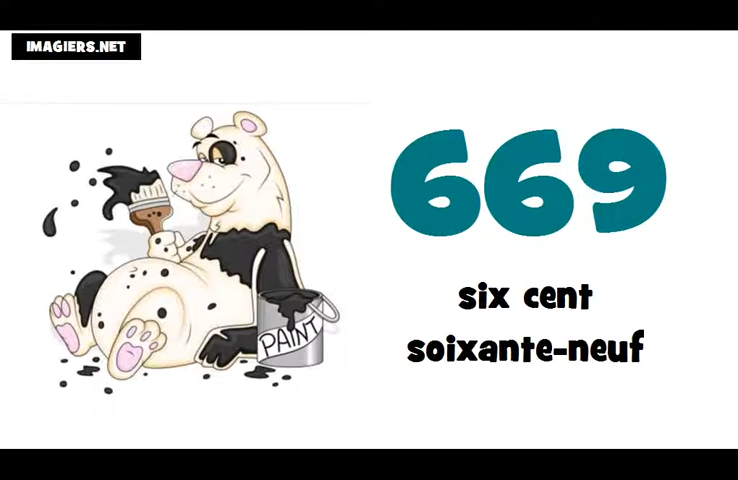 IMAGIERS.NET
669
six cent
soixante-neuf
PAINT